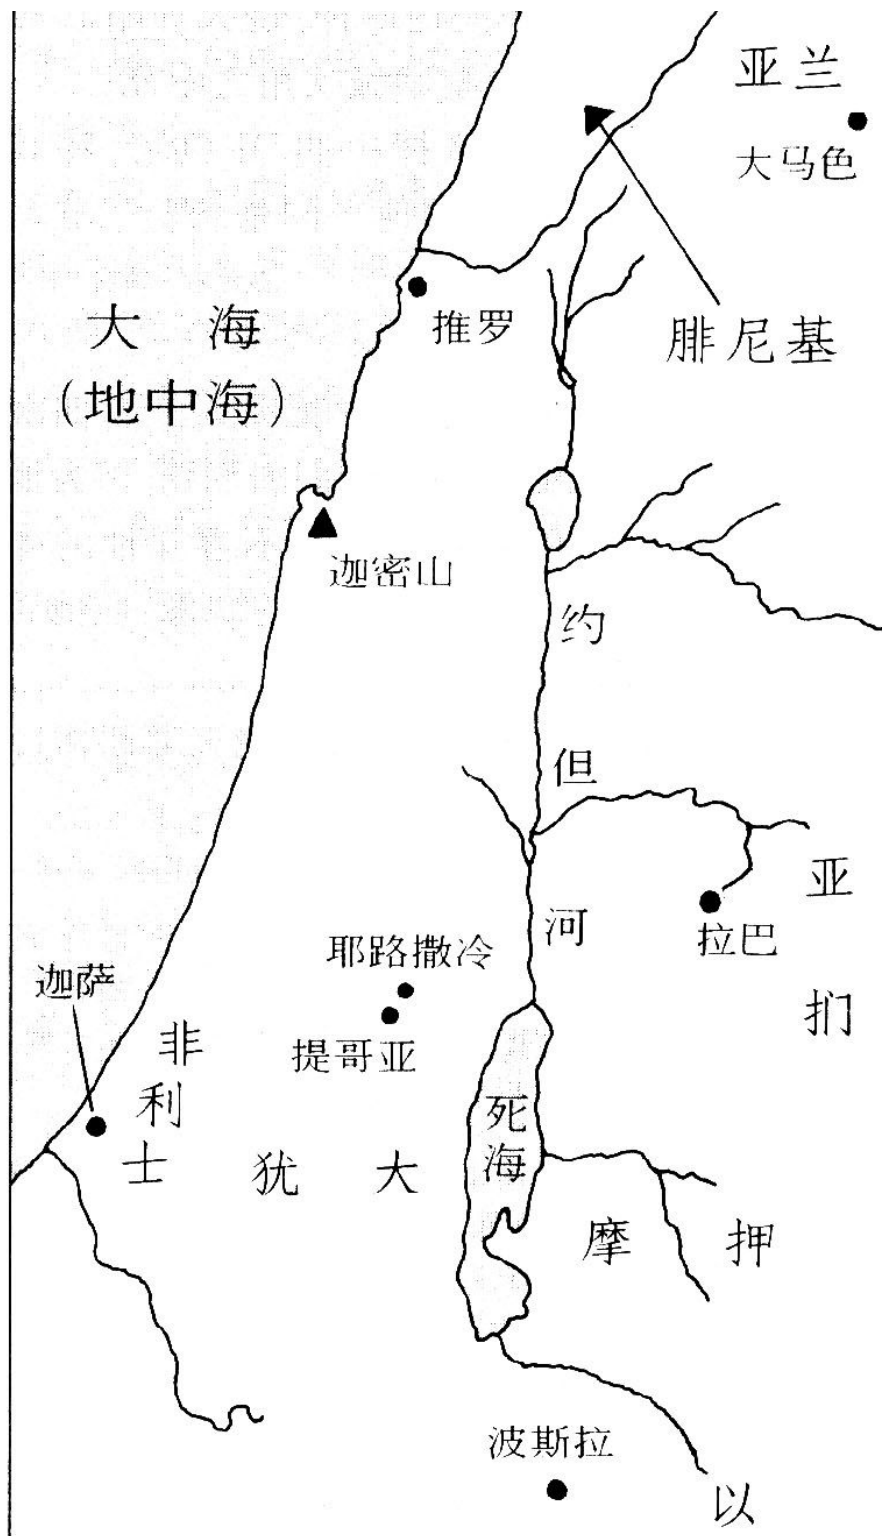 亚兰
大马色
大海
(地中海)
推罗
腓尼基
迦密山
约但河
亚扪
拉巴
耶路撒冷
迦萨
提哥亚
非利士
犹大
死海
摩押
波斯拉
以